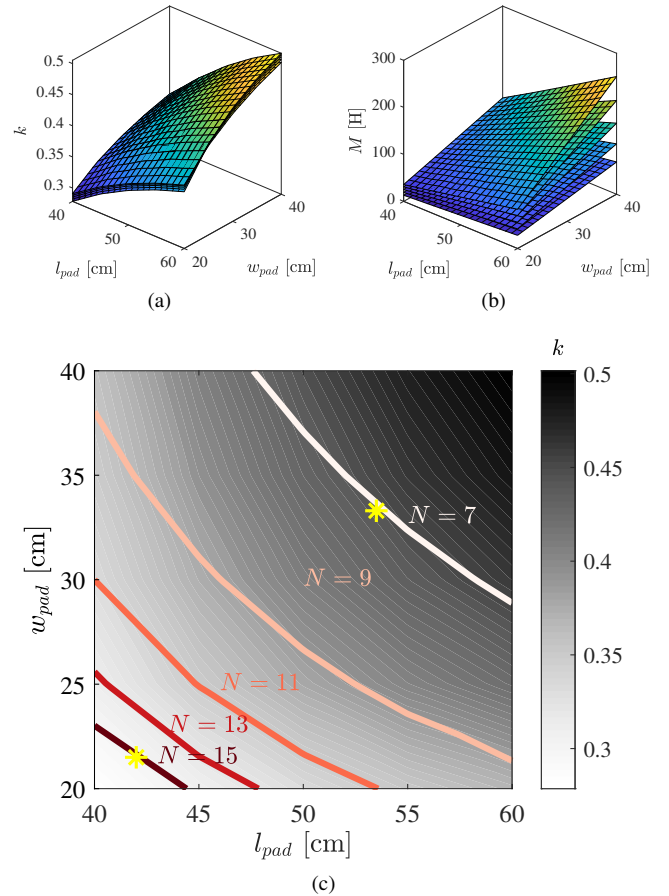 0.5
0.45
0.4
0.35
0.3
k
40
50
60
l_pad [cm]
20
30
40
w_pad [cm]
(a)
300
200
100
0
M [H]
40
50
60
l_pad [cm]
20
30
40
w_pad [cm]
(b)
k
40
35
30
25
20
w_pad [cm]
N = 7
N = 9
N = 11
N = 13
N = 15
40
45
50
55
60
l_pad [cm]
0.5
0.45
0.4
0.35
0.3
(c)